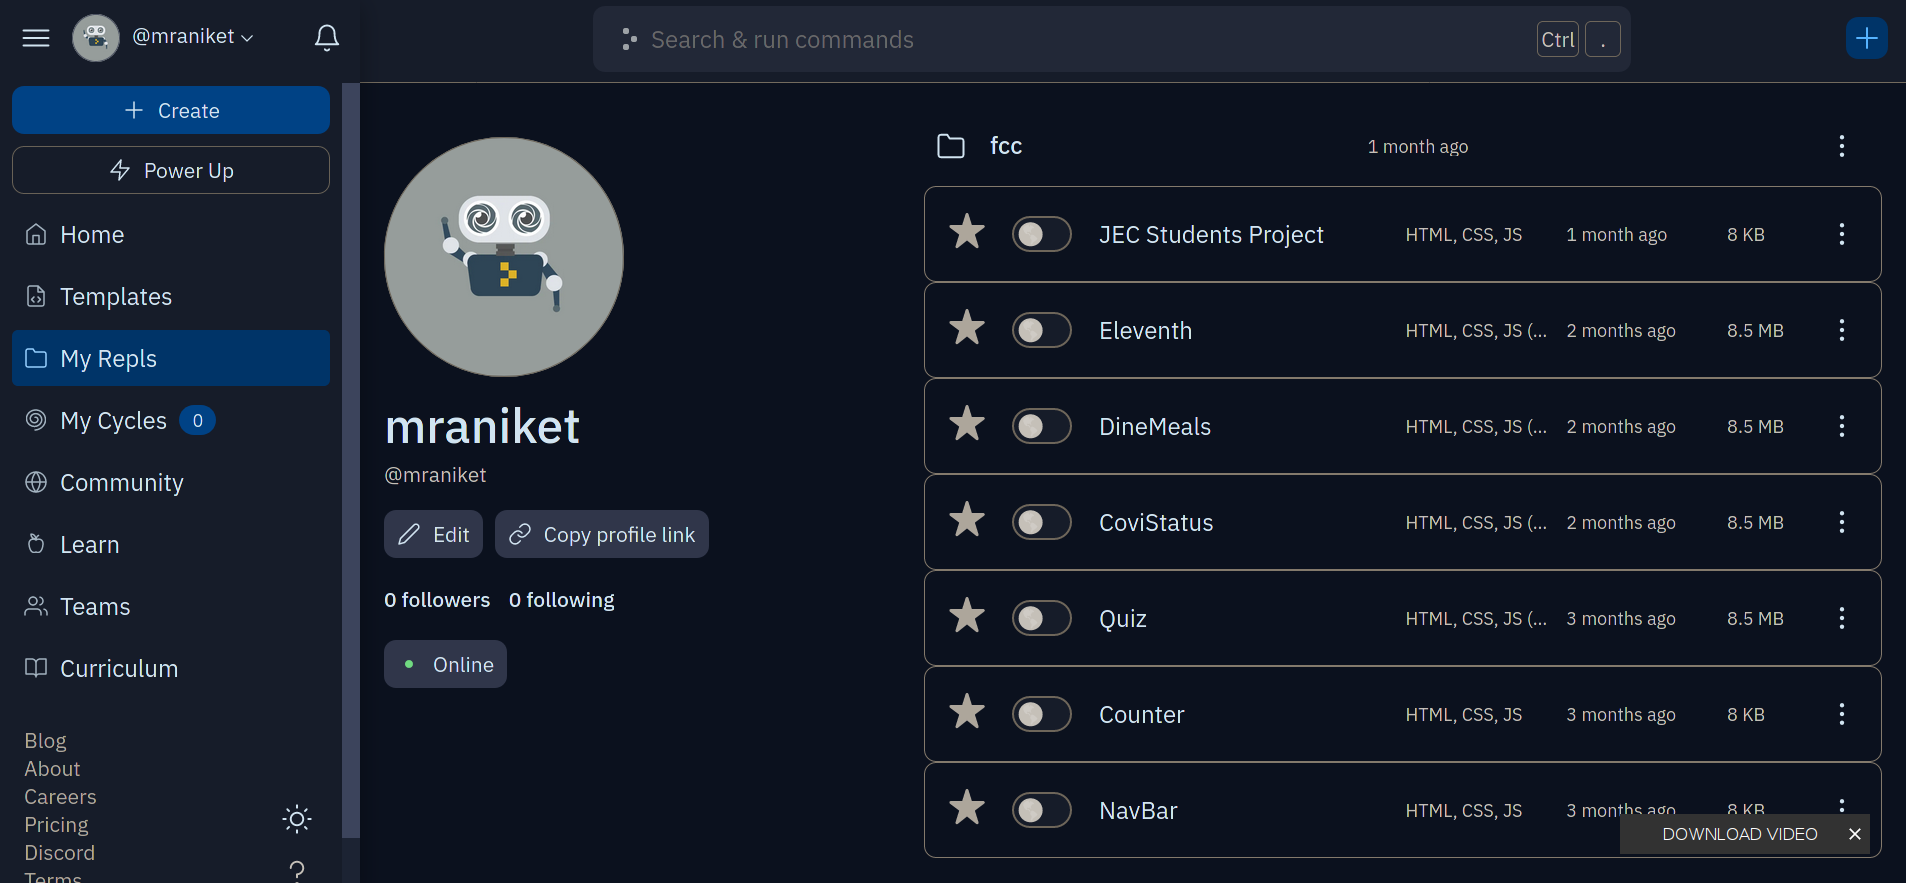 @mraniket
Search & run commands
Ctrl
.
Create
Power Up
Home
Templates
My Repls
My Cycles 0
Community
Learn
Teams
Curriculum
Blog
About
Careers
Pricing
Discord
Terms
mraniket
@mraniket
Edit
Copy profile link
0 followers 0 following
Online
fcc 1 month ago
JEC Students Project HTML, CSS, JS 1 month ago 8 KB
Eleventh HTML, CSS, JS (... 2 months ago 8.5 MB
DineMeals HTML, CSS, JS (... 2 months ago 8.5 MB
CoviStatus HTML, CSS, JS (... 2 months ago 8.5 MB
Quiz HTML, CSS, JS (... 3 months ago 8.5 MB
Counter HTML, CSS, JS 3 months ago 8 KB
NavBar HTML, CSS, JS 3 months ago 8 KB
DOWNLOAD VIDEO